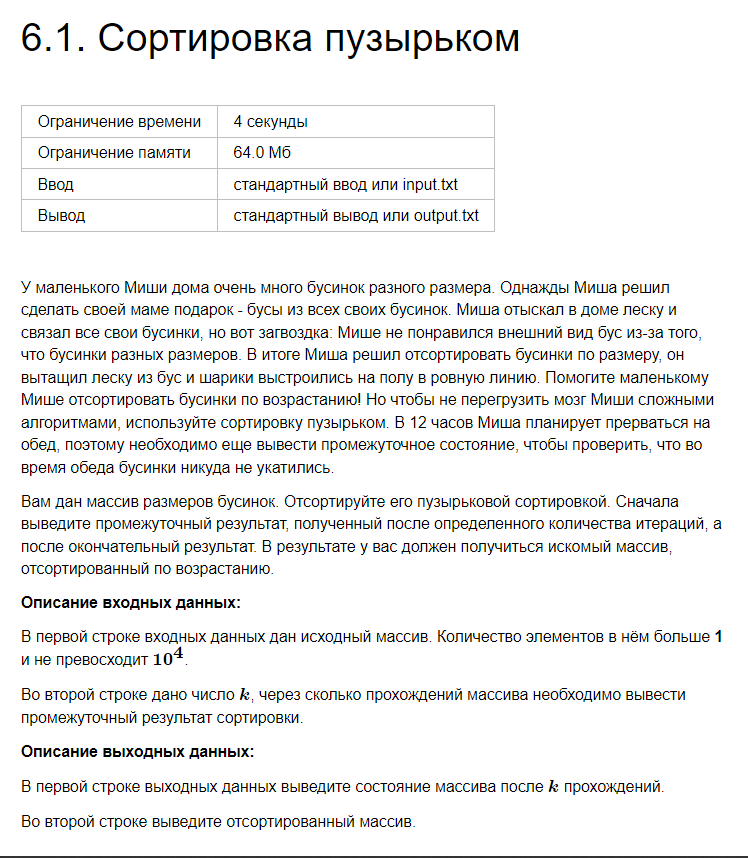 6.1. Сортировка пузырьком
Ограничение времени 4 секунды
Ограничение памяти 64.0 Мб
Ввод стандартный ввод или input.txt
Вывод стандартный вывод или output.txt
У маленького Миши дома очень много бусинок разного размера. Однажды Миша решил
сделать своей маме подарок - бусы из всех своих бусинок. Миша отыскал в доме леску и
связал все свои бусинки, но вот загвоздка: Мише не понравился внешний вид бус из-за того,
что бусинки разных размеров. В итоге Миша решил отсортировать бусинки по размеру, он
вытащил леску из бус и шарики выстроились на полу в ровную линию. Помогите маленькому
Мише отсортировать бусинки по возрастанию! Но чтобы не перегрузить мозг Миши сложными
алгоритмами, используйте сортировку пузырьком. В 12 часов Миша планирует прерваться на
обед, поэтому необходимо еще вывести промежуточное состояние, чтобы проверить, что во
время обеда бусинки никуда не укатились.
Вам дан массив размеров бусинок. Отсортируйте его пузырьковой сортировкой. Сначала
выведите промежуточный результат, полученный после определенного количества итераций, а
после окончательный результат. В результате у вас должен получиться искомый массив,
отсортированный по возрастанию.
Описание входных данных:
В первой строке входных данных дан исходный массив. Количество элементов в нём больше 1
и не превосходит 10⁴.
Во второй строке дано число k, через сколько прохождений массива необходимо вывести
промежуточный результат сортировки.
Описание выходных данных:
В первой строке выходных данных выведите состояние массива после k прохождений.
Во второй строке выведите отсортированный массив.